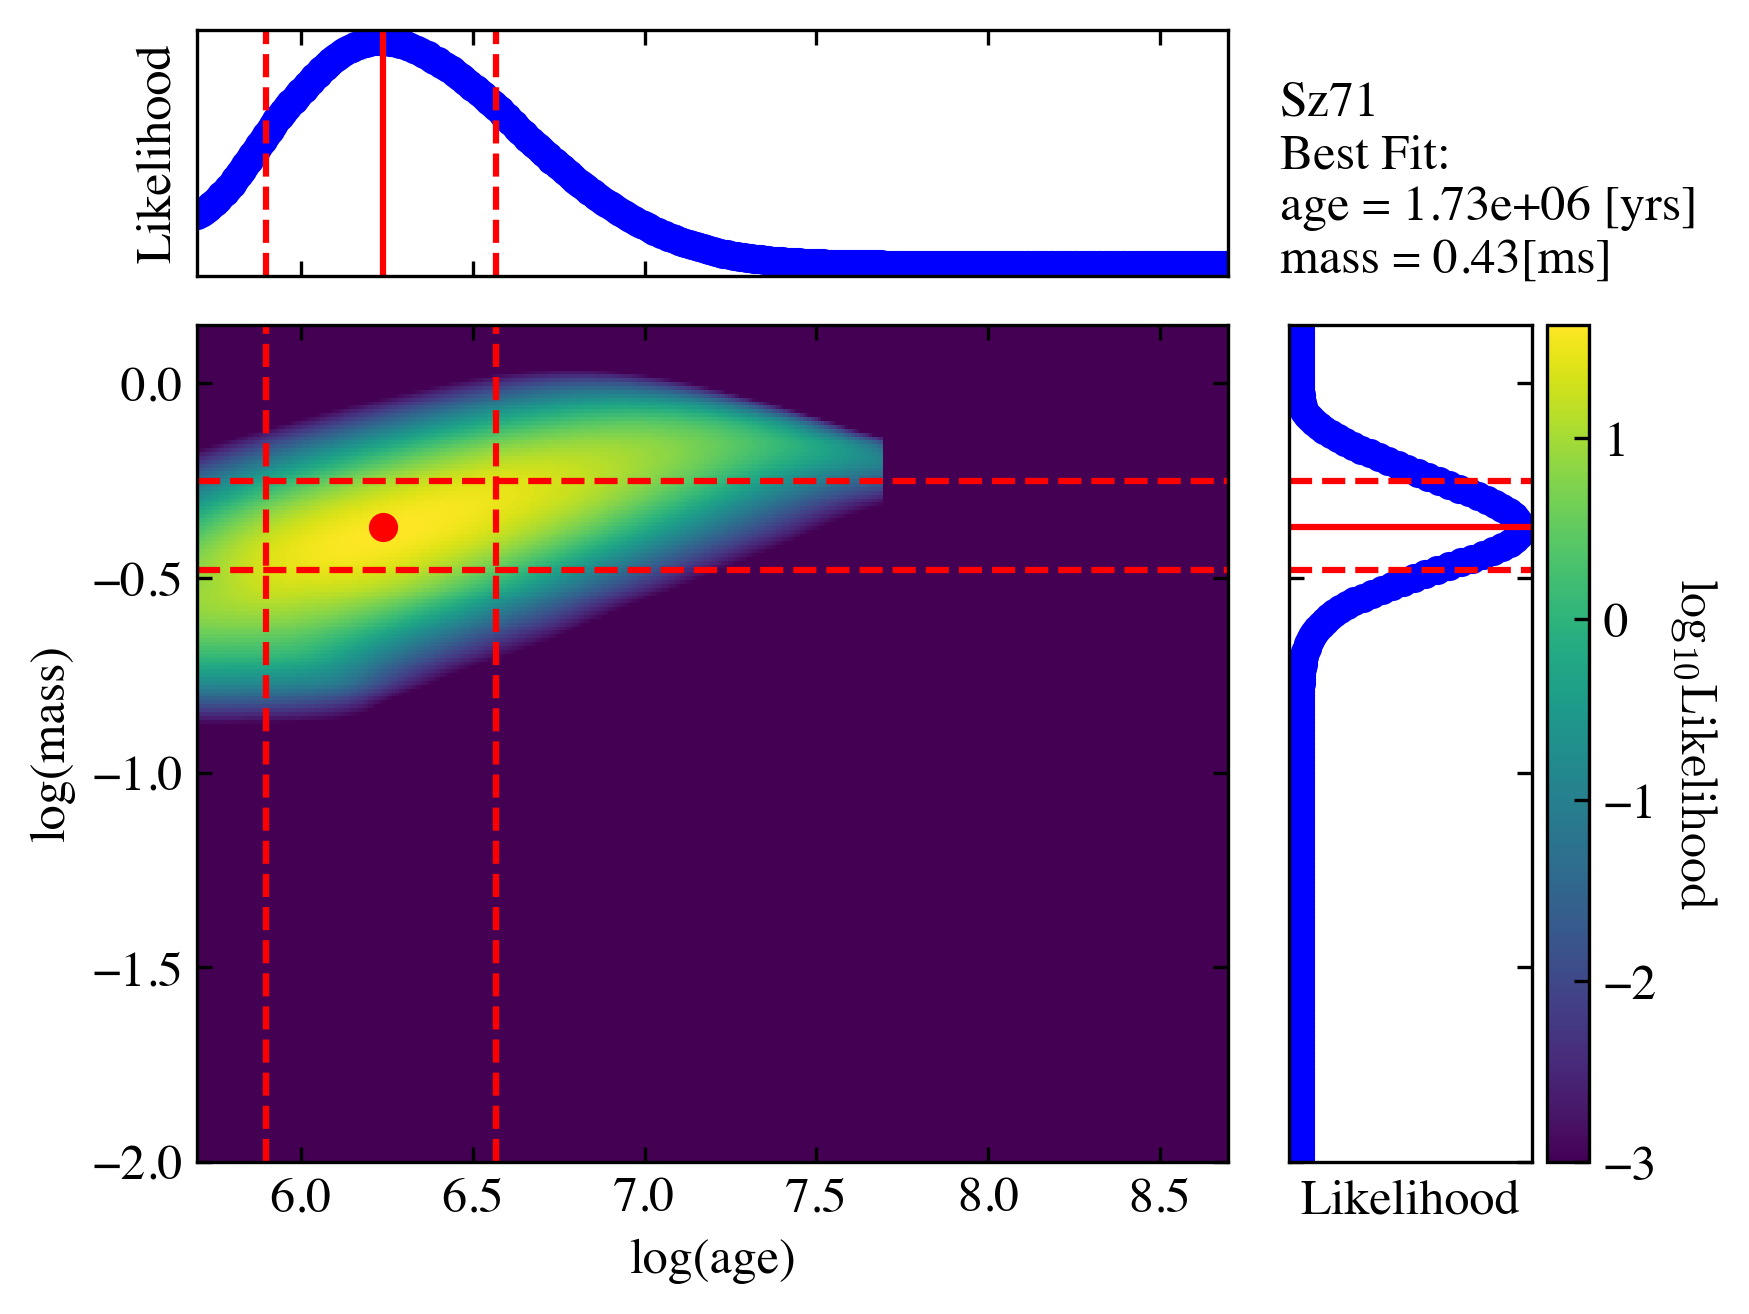 Likelihood
Sz71
Best Fit:
age = 1.73e+06 [yrs]
mass = 0.43[ms]
0.0
−0.5
−1.0
−1.5
−2.0
log(mass)
6.0 6.5 7.0 7.5 8.0 8.5
log(age)
Likelihood
1
0
−1
−2
−3
log₁₀Likelihood